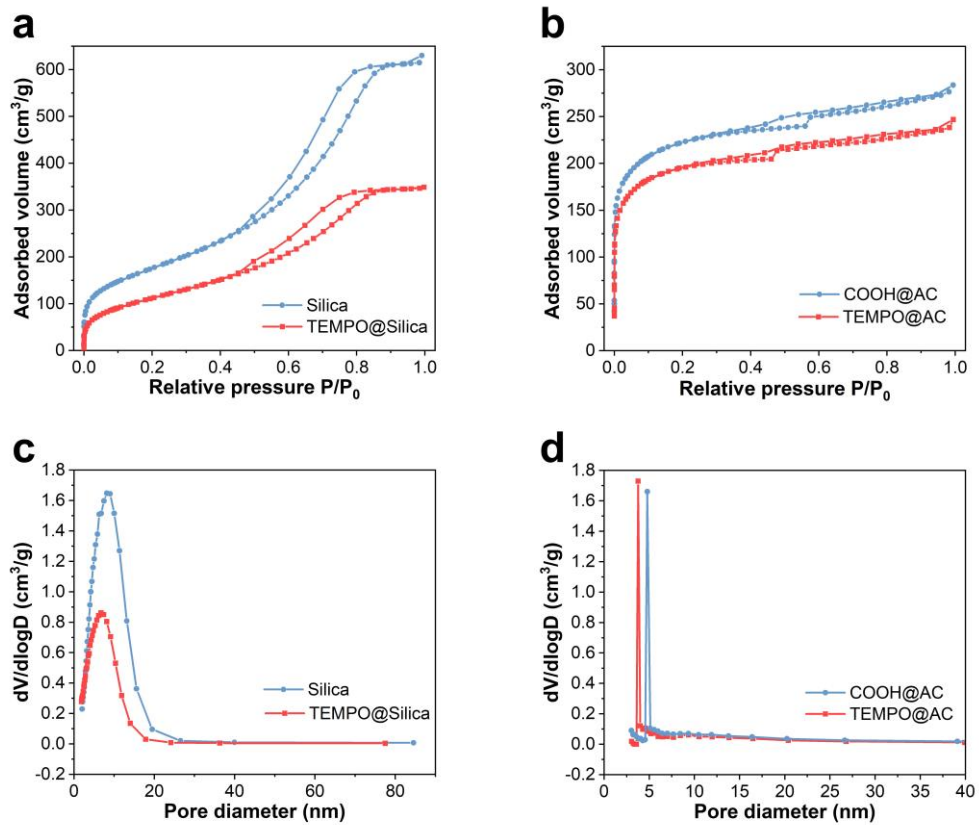 a
Adsorbed volume (cm³/g)
600
500
400
300
200
100
0
0.0 0.2 0.4 0.6 0.8 1.0
Relative pressure P/P₀
Silica
TEMPO@Silica
b
Adsorbed volume (cm³/g)
300
250
200
150
100
50
0
0.0 0.2 0.4 0.6 0.8 1.0
Relative pressure P/P₀
COOH@AC
TEMPO@AC
c
dV/dlogD (cm³/g)
1.8
1.6
1.4
1.2
1.0
0.8
0.6
0.4
0.2
0.0
-0.2
0 20 40 60 80
Pore diameter (nm)
Silica
TEMPO@Silica
d
dV/dlogD (cm³/g)
1.8
1.6
1.4
1.2
1.0
0.8
0.6
0.4
0.2
0.0
-0.2
0 5 10 15 20 25 30 35 40
Pore diameter (nm)
COOH@AC
TEMPO@AC